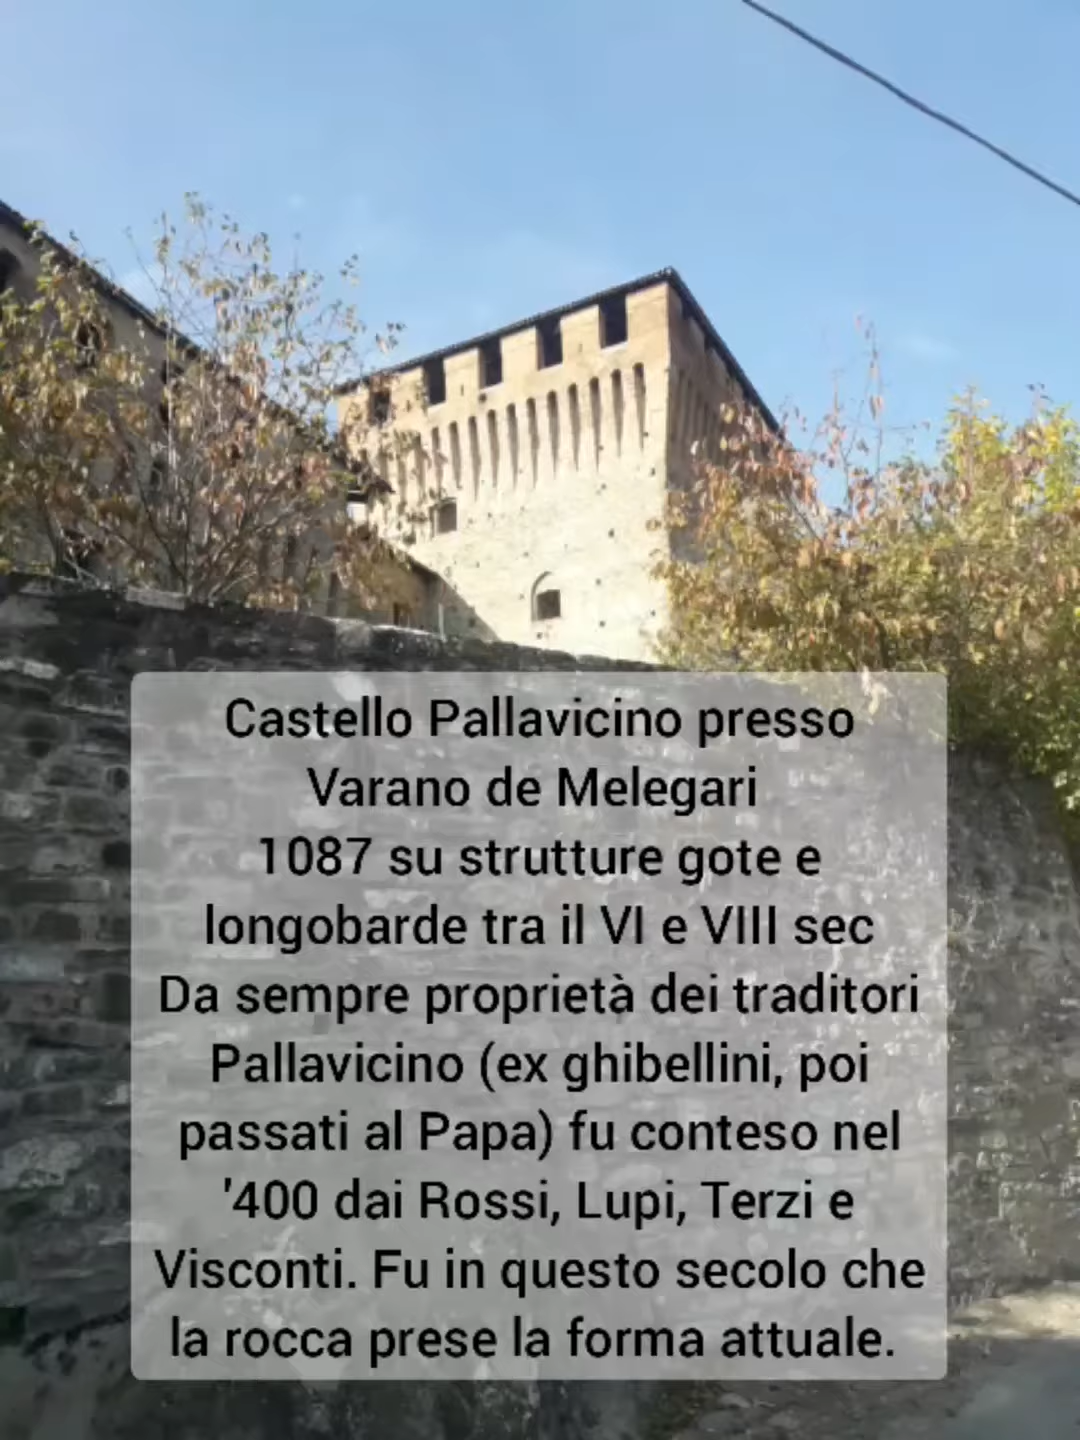 Castello Pallavicino presso
Varano de Melegari
1087 su strutture gote e
longobarde tra il VI e VIII sec
Da sempre proprietà dei traditori
Pallavicino (ex ghibellini, poi
passati al Papa) fu conteso nel
'400 dai Rossi, Lupi, Terzi e
Visconti. Fu in questo secolo che
la rocca prese la forma attuale.